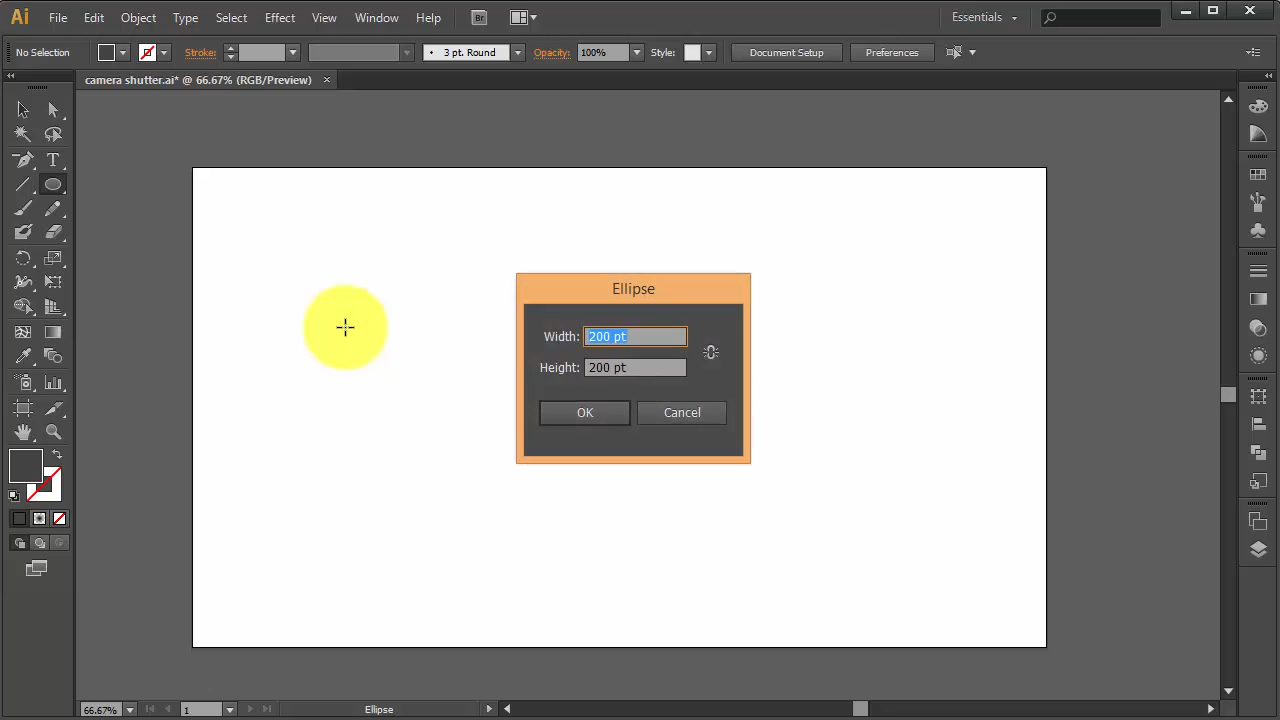 Ai File Edit Object Type Select Effect View Window Help Br Essentials
No Selection Stroke: 3 pt. Round Opacity: 100% Style: Document Setup Preferences
camera shutter.ai* @ 66.67% (RGB/Preview) ×
T
Ellipse
Width: 200 pt
Height: 200 pt
OK Cancel
66.67% 1 Ellipse